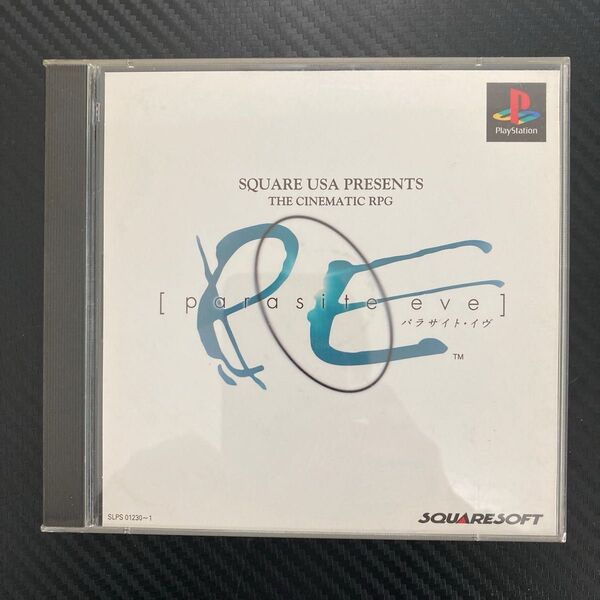 PlayStation
SQUARE USA PRESENTS
THE CINEMATIC RPG
PE
[ parasite eve ]
パラサイト・イヴ
TM
SLPS 01230~1
SQUARESOFT